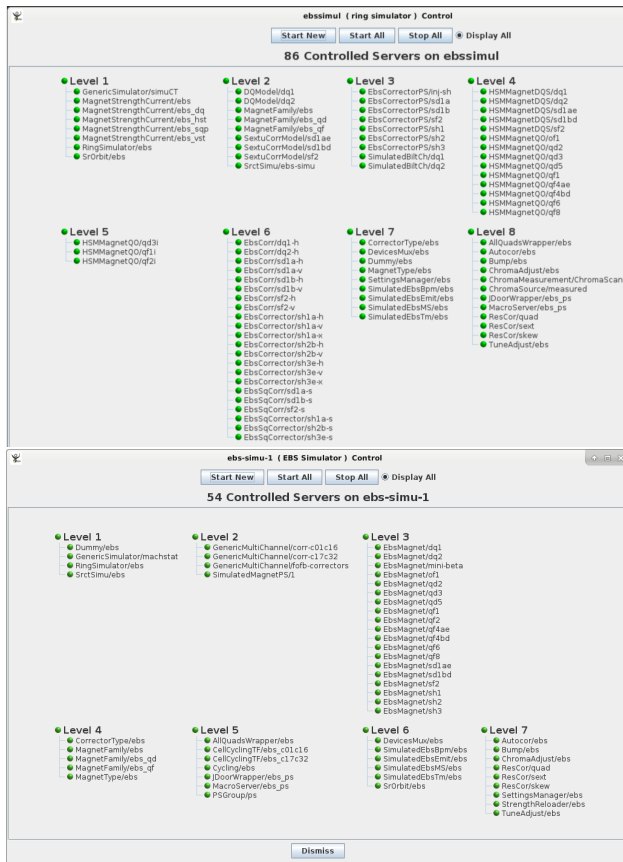 ebssimul ( ring simulator ) Control
Start New Start All Stop All Display All
86 Controlled Servers on ebssimul
Level 1
GenericSimulator/simuCT
MagnetStrengthCurrent/ebs
MagnetStrengthCurrent/ebs_dq
MagnetStrengthCurrent/ebs_hst
MagnetStrengthCurrent/ebs_sqp
MagnetStrengthCurrent/ebs_vst
RingSimulator/ebs
SrOrbit/ebs
Level 2
DQModel/dq1
DQModel/dq2
MagnetFamily/ebs
MagnetFamily/ebs_qd
MagnetFamily/ebs_qf
SextuCorrModel/sd1ae
SextuCorrModel/sd1bd
SextuCorrModel/sf2
SrctSimu/ebs-simu
Level 3
EbsCorrectorPS/inj-sh
EbsCorrectorPS/sd1a
EbsCorrectorPS/sd1b
EbsCorrectorPS/sf2
EbsCorrectorPS/sh1
EbsCorrectorPS/sh2
EbsCorrectorPS/sh3
SimulatedBiltCh/dq1
SimulatedBiltCh/dq2
Level 4
HSMMagnetDQS/dq1
HSMMagnetDQS/dq2
HSMMagnetDQS/sd1ae
HSMMagnetDQS/sd1bd
HSMMagnetDQS/sf2
HSMMagnetQO/of1
HSMMagnetQO/qd2
HSMMagnetQO/qd3
HSMMagnetQO/qd5
HSMMagnetQO/qf1
HSMMagnetQO/qf4ae
HSMMagnetQO/qf4bd
HSMMagnetQO/qf6
HSMMagnetQO/qf8
Level 5
HSMMagnetQO/qd3i
HSMMagnetQO/qf1i
HSMMagnetQO/qf2i
Level 6
EbsCorr/dq1-h
EbsCorr/dq2-h
EbsCorr/sd1a-h
EbsCorr/sd1a-v
EbsCorr/sd1b-h
EbsCorr/sd1b-v
EbsCorr/sf2-h
EbsCorr/sf2-v
EbsCorrector/sh1a-h
EbsCorrector/sh1a-v
EbsCorrector/sh1a-x
EbsCorrector/sh2b-h
EbsCorrector/sh2b-v
EbsCorrector/sh3e-h
EbsCorrector/sh3e-v
EbsCorrector/sh3e-x
EbsSqCorr/sd1a-s
EbsSqCorr/sd1b-s
EbsSqCorr/sf2-s
EbsSqCorrector/sh1a-s
EbsSqCorrector/sh2b-s
EbsSqCorrector/sh3e-s
Level 7
CorrectorType/ebs
DevicesMux/ebs
Dummy/ebs
MagnetType/ebs
SettingsManager/ebs
SimulatedEbsBpm/ebs
SimulatedEbsEmit/ebs
SimulatedEbsMS/ebs
SimulatedEbsTm/ebs
Level 8
AllQuadsWrapper/ebs
Autocor/ebs
Bump/ebs
ChromaAdjust/ebs
ChromaMeasurement/ChromaScan
ChromaSource/measured
JDoorWrapper/ebs_ps
MacroServer/ebs_ps
ResCor/quad
ResCor/sext
ResCor/skew
TuneAdjust/ebs
ebs-simu-1 ( EBS Simulator ) Control
Start New Start All Stop All Display All
54 Controlled Servers on ebs-simu-1
Level 1
Dummy/ebs
GenericSimulator/machstat
RingSimulator/ebs
SrctSimu/ebs
Level 2
GenericMultiChannel/corr-c01c16
GenericMultiChannel/corr-c17c32
GenericMultiChannel/fofb-correctors
SimulatedMagnetPS/1
Level 3
EbsMagnet/dq1
EbsMagnet/dq2
EbsMagnet/mini-beta
EbsMagnet/of1
EbsMagnet/qd2
EbsMagnet/qd3
EbsMagnet/qd5
EbsMagnet/qf1
EbsMagnet/qf2
EbsMagnet/qf4ae
EbsMagnet/qf4bd
EbsMagnet/qf6
EbsMagnet/qf8
EbsMagnet/sd1ae
EbsMagnet/sd1bd
EbsMagnet/sf2
EbsMagnet/sh1
EbsMagnet/sh2
EbsMagnet/sh3
Level 4
CorrectorType/ebs
MagnetFamily/ebs
MagnetFamily/ebs_qd
MagnetFamily/ebs_qf
MagnetType/ebs
Level 5
AllQuadsWrapper/ebs
CellCyclingTF/ebs_c01c16
CellCyclingTF/ebs_c17c32
Cycling/ebs
JDoorWrapper/ebs_ps
MacroServer/ebs_ps
PSGroup/ps
Level 6
DevicesMux/ebs
SimulatedEbsBpm/ebs
SimulatedEbsEmit/ebs
SimulatedEbsMS/ebs
SimulatedEbsTm/ebs
SrOrbit/ebs
Level 7
Autocor/ebs
Bump/ebs
ChromaAdjust/ebs
ResCor/quad
ResCor/sext
ResCor/skew
SettingsManager/ebs
StrengthReloader/ebs
TuneAdjust/ebs
Dismiss